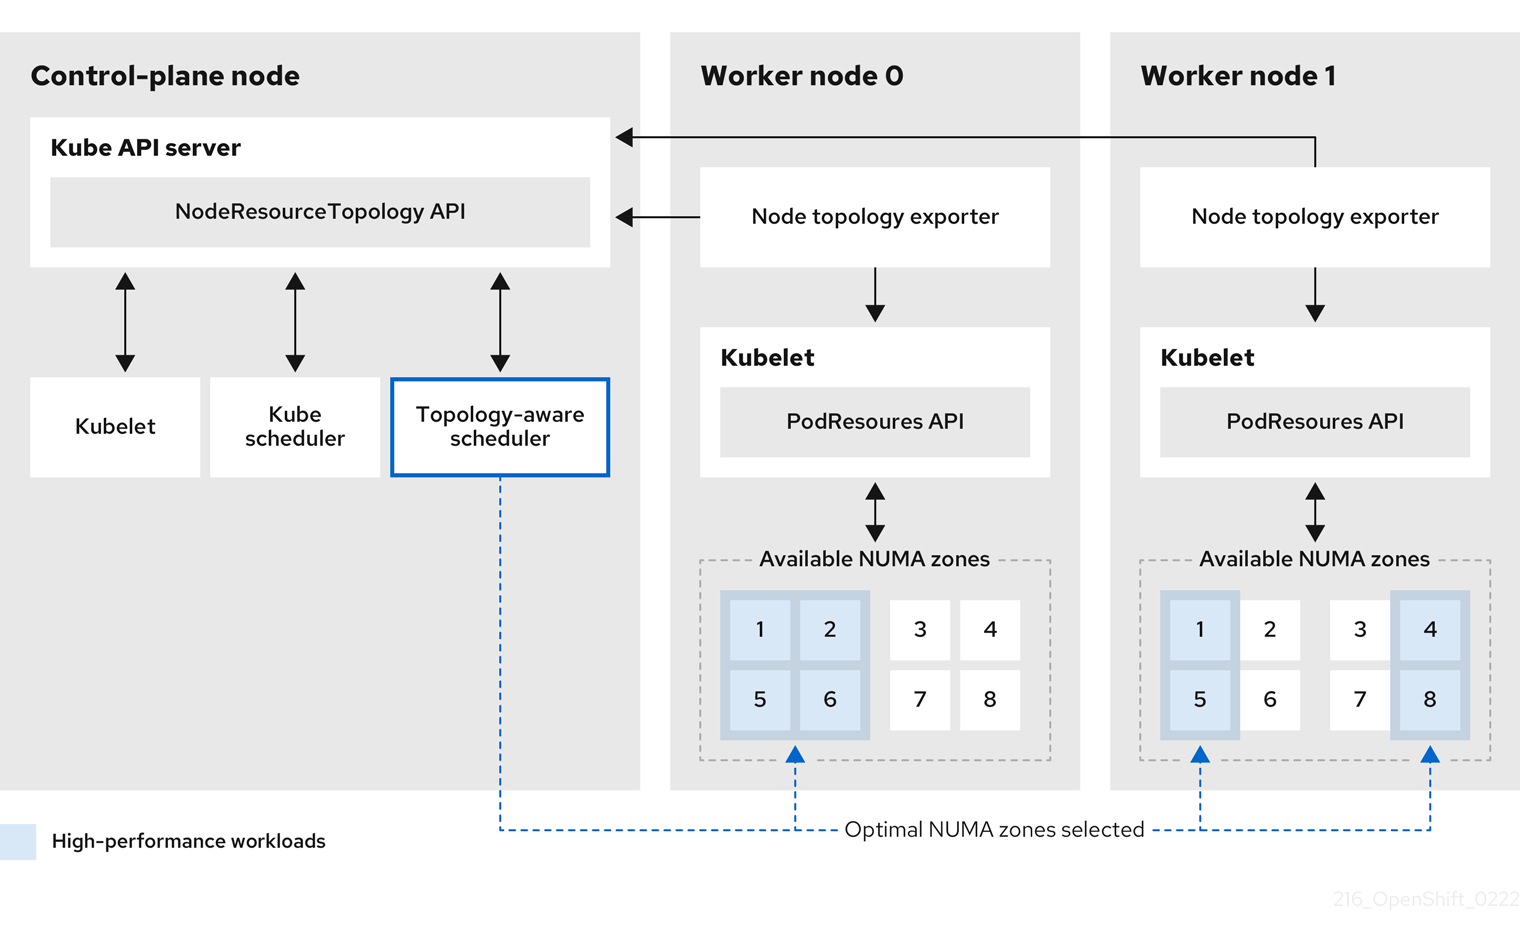 Control-plane node
Kube API server
NodeResourceTopology API
Kubelet
Kube
scheduler
Topology-aware
scheduler
Worker node 0
Node topology exporter
Kubelet
PodResoures API
Available NUMA zones
1 2 3 4
5 6 7 8
Worker node 1
Node topology exporter
Kubelet
PodResoures API
Available NUMA zones
1 2 3 4
5 6 7 8
Optimal NUMA zones selected
High-performance workloads
216_OpenShift_0222